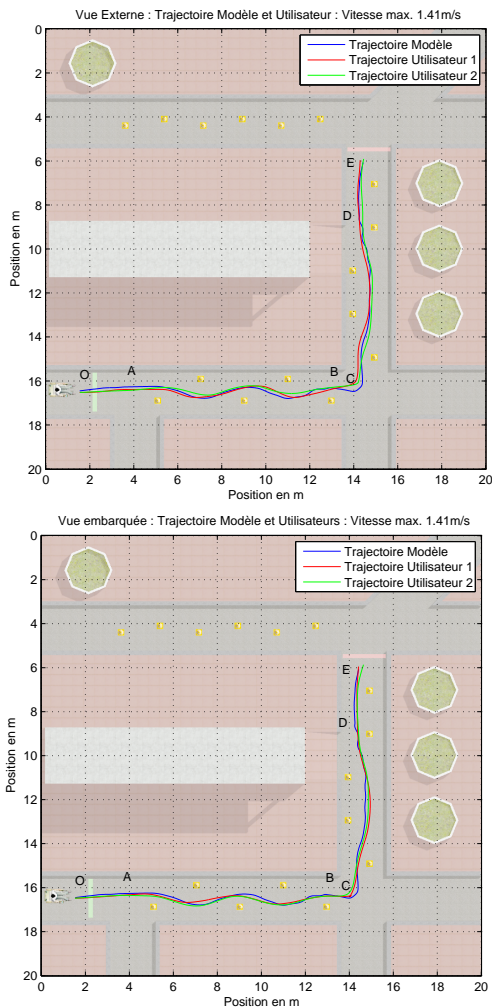 Vue Externe : Trajectoire Modèle et Utilisateur : Vitesse max. 1.41m/s
Trajectoire Modèle
Trajectoire Utilisateur 1
Trajectoire Utilisateur 2
Position en m
0
2
4
6
8
10
12
14
16
18
20
E
D
O
A
B
C
0 2 4 6 8 10 12 14 16 18 20
Position en m
Vue embarquée : Trajectoire Modèle et Utilisateurs : Vitesse max. 1.41m/s
Trajectoire Modèle
Trajectoire Utilisateur 1
Trajectoire Utilisateur 2
Position en m
0
2
4
6
8
10
12
14
16
18
20
E
D
O
A
B
C
0 2 4 6 8 10 12 14 16 18 20
Position en m